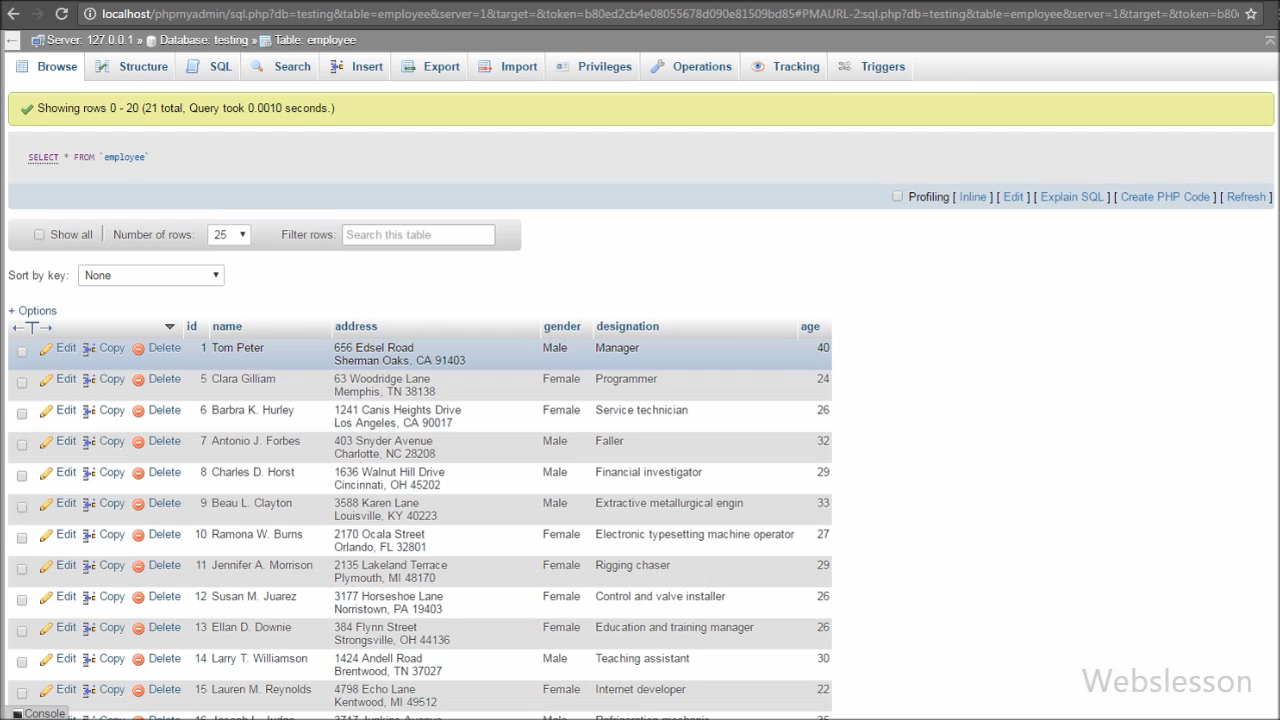 localhost/phpmyadmin/sql.php?db=testing&table=employee&server=1&target=&token=b80ed2cb4e08055678d090e81509bd85#PMAURL-2:sql.php?db=testing&table=employee&server=1&target=&token=b80
Server: 127.0.0.1 » Database: testing » Table: employee
Browse Structure SQL Search Insert Export Import Privileges Operations Tracking Triggers
Showing rows 0 - 20 (21 total, Query took 0.0010 seconds.)
SELECT * FROM `employee`
Profiling [ Inline ] [ Edit ] [ Explain SQL ] [ Create PHP Code ] [ Refresh ]
Show all Number of rows: 25 Filter rows: Search this table
Sort by key: None
+ Options
←T→ id name address gender designation age
Edit Copy Delete 1 Tom Peter 656 Edsel Road Male Manager 40
Sherman Oaks, CA 91403
Edit Copy Delete 5 Clara Gilliam 63 Woodridge Lane Female Programmer 24
Memphis, TN 38138
Edit Copy Delete 6 Barbra K. Hurley 1241 Canis Heights Drive Female Service technician 26
Los Angeles, CA 90017
Edit Copy Delete 7 Antonio J. Forbes 403 Snyder Avenue Male Faller 32
Charlotte, NC 28208
Edit Copy Delete 8 Charles D. Horst 1636 Walnut Hill Drive Male Financial investigator 29
Cincinnati, OH 45202
Edit Copy Delete 9 Beau L. Clayton 3588 Karen Lane Male Extractive metallurgical engin 33
Louisville, KY 40223
Edit Copy Delete 10 Ramona W. Burns 2170 Ocala Street Female Electronic typesetting machine operator 27
Orlando, FL 32801
Edit Copy Delete 11 Jennifer A. Morrison 2135 Lakeland Terrace Female Rigging chaser 29
Plymouth, MI 48170
Edit Copy Delete 12 Susan M. Juarez 3177 Horseshoe Lane Female Control and valve installer 26
Norristown, PA 19403
Edit Copy Delete 13 Ellan D. Downie 384 Flynn Street Female Education and training manager 26
Strongsville, OH 44136
Edit Copy Delete 14 Larry T. Williamson 1424 Andell Road Male Teaching assistant 30
Brentwood, TN 37027
Edit Copy Delete 15 Lauren M. Reynolds 4798 Echo Lane Female Internet developer 22
Kentwood, MI 49512
Webslesson
Console